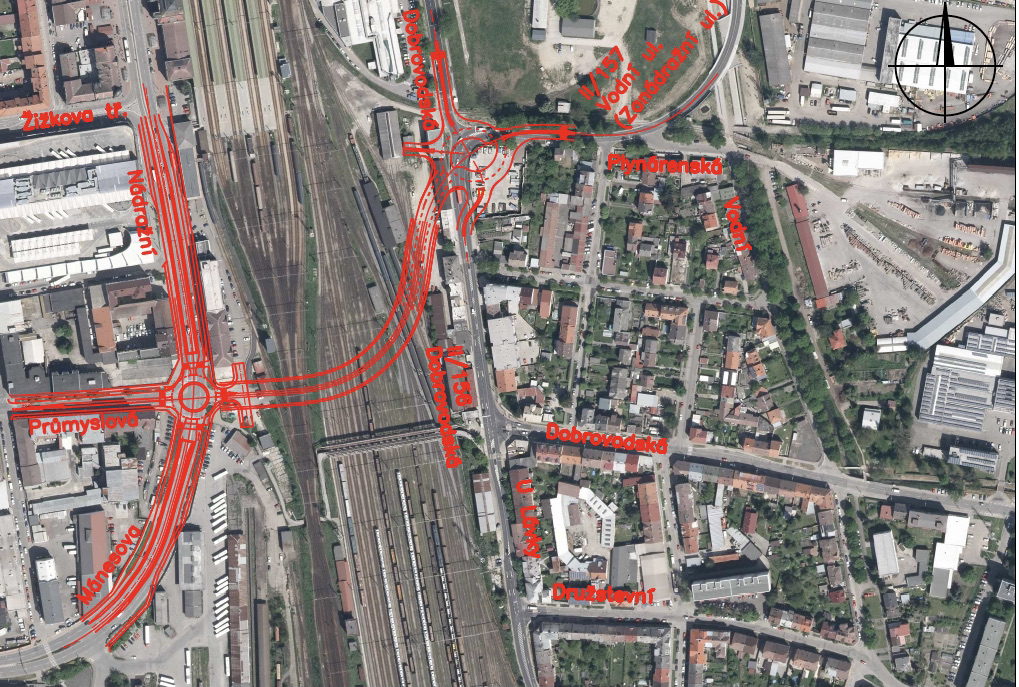 Dobrovodská
II/157
Vodní ul.
(Zanádražní ul.)
Žižkova tř.
Nádražní
Plynárenská
Vodní
II/156
Dobrovodská
Průmyslová
Dobrovodská
U Lávky
Mánesova
Družstevní